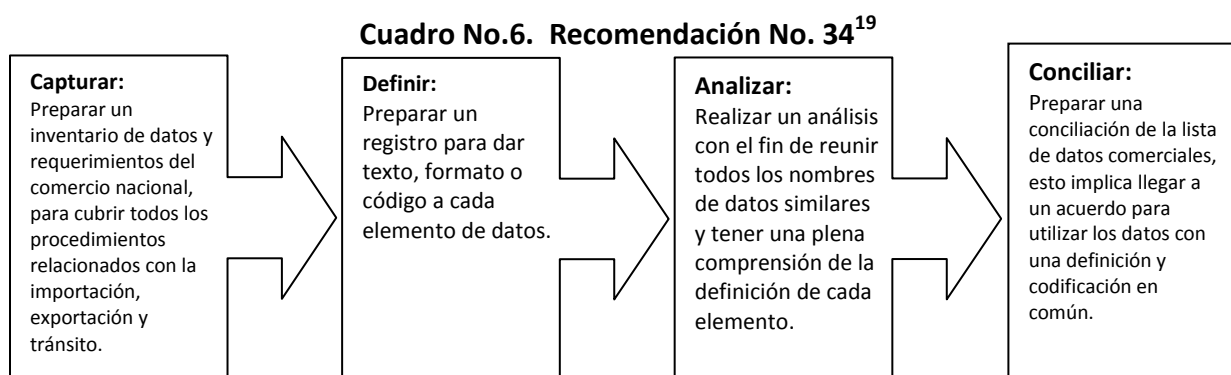 Cuadro No.6. Recomendación No. 34¹⁹
Capturar:
Preparar un
inventario de datos y
requerimientos del
comercio nacional,
para cubrir todos los
procedimientos
relacionados con la
importación,
exportación y
tránsito.
Definir:
Preparar un
registro para dar
texto, formato o
código a cada
elemento de datos.
Analizar:
Realizar un análisis
con el fin de reunir
todos los nombres
de datos similares
y tener una plena
comprensión de la
definición de cada
elemento.
Conciliar:
Preparar una
conciliación de la lista
de datos comerciales,
esto implica llegar a
un acuerdo para
utilizar los datos con
una definición y
codificación en
común.